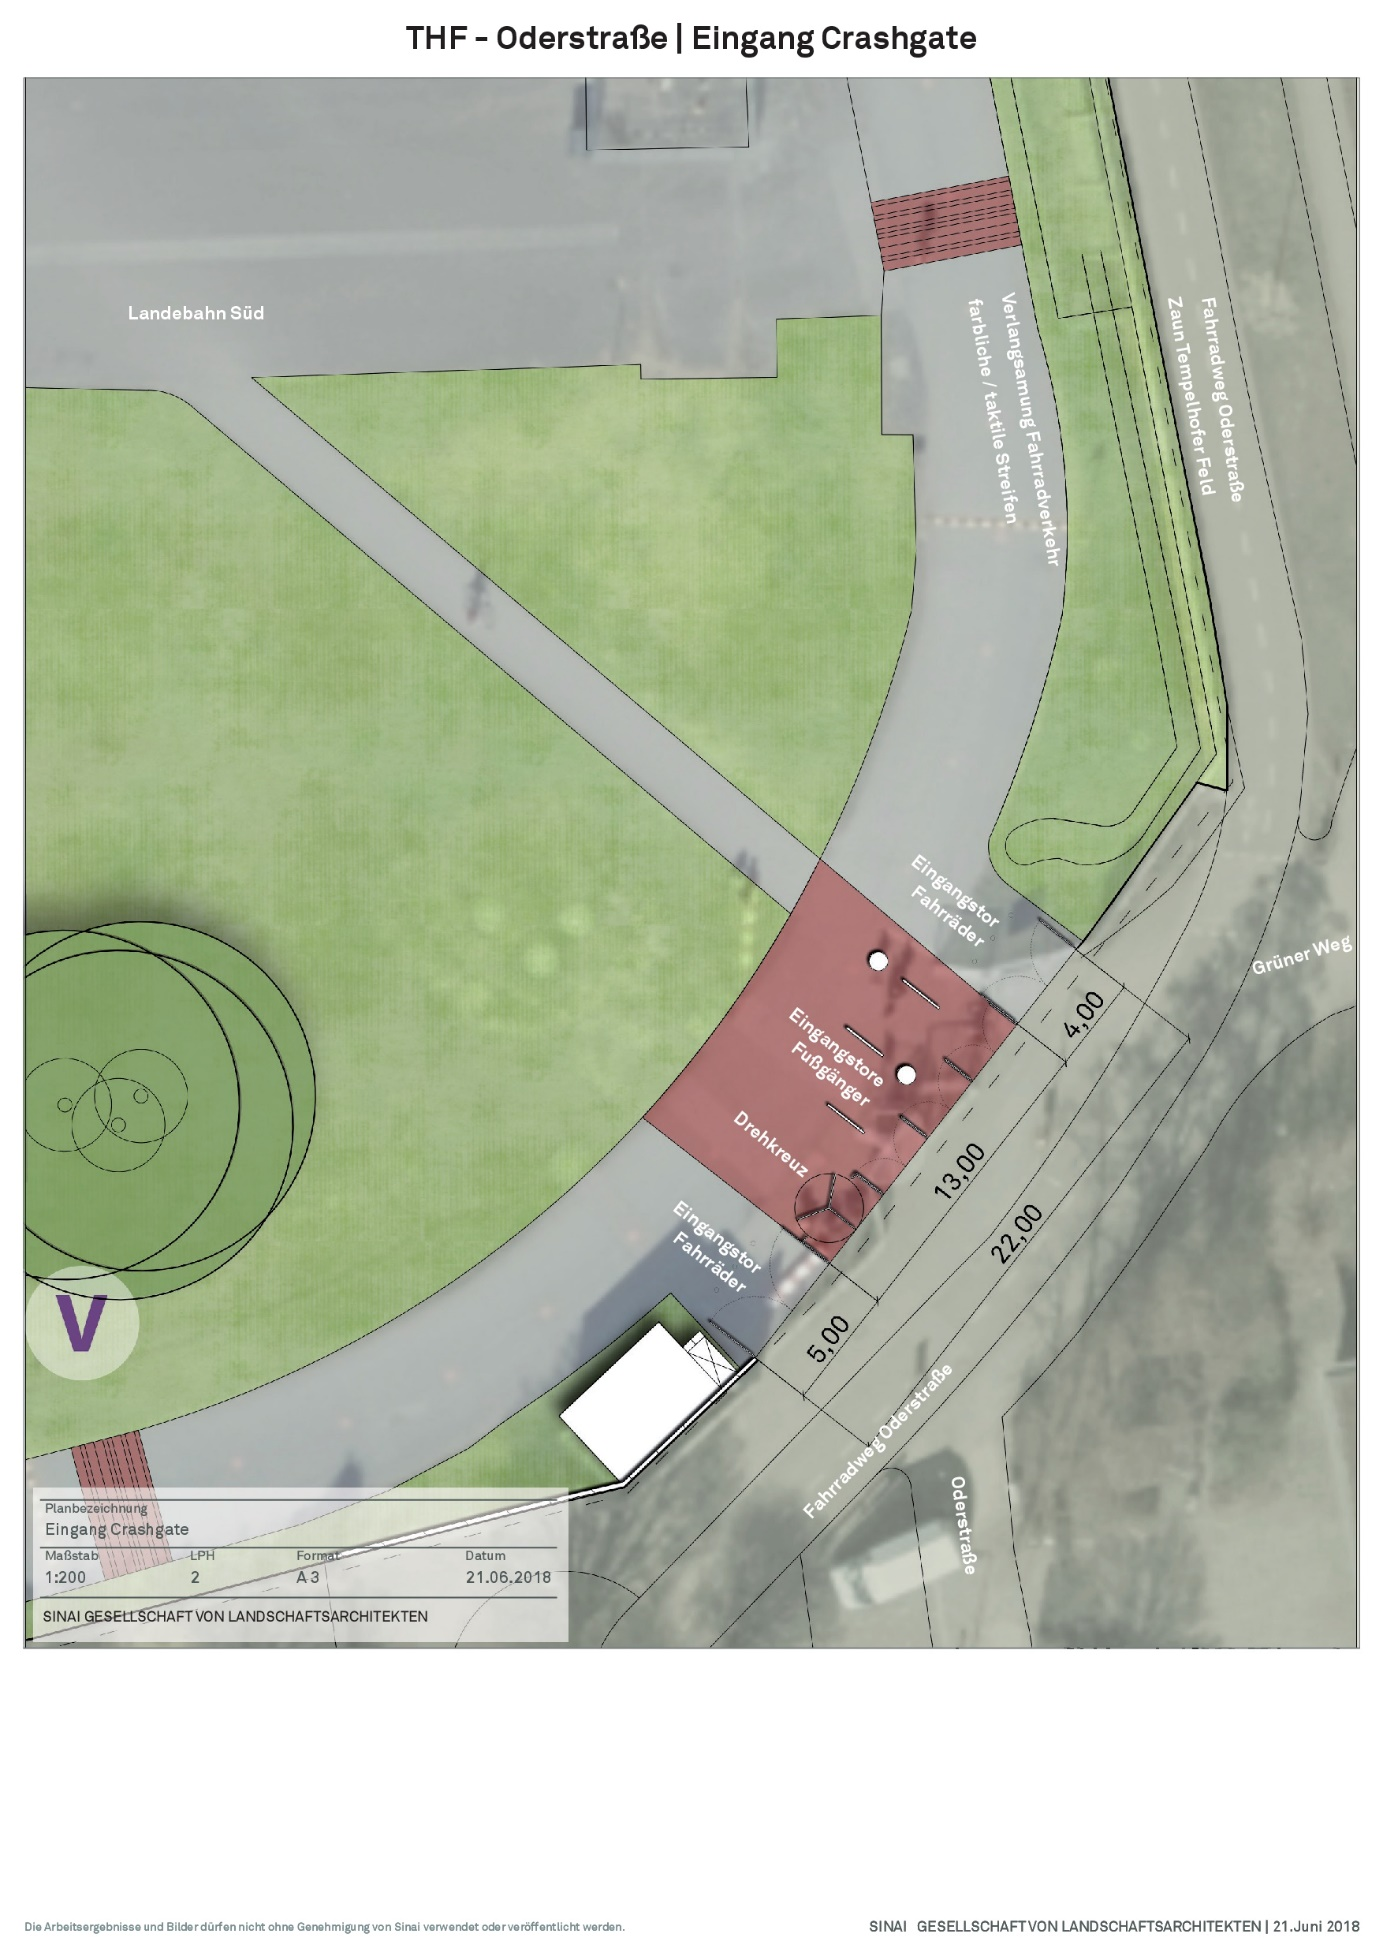 THF - Oderstraße | Eingang Crashgate
Landebahn Süd
Verlangsamung Fahrradverkehr
farbliche / taktile Streifen
Fahrradweg Oderstraße
Zaun Tempelhofer Feld
Eingangstor
Fahrräder
Grüner Weg
4,00
Eingangstore
Fußgänger
Drehkreuz
13,00
22,00
Eingangstor
Fahrräder
5,00
V
Fahrradweg Oderstraße
Oderstraße
Planbezeichnung
Eingang Crashgate
Maßstab LPH Format Datum
1:200 2 A 3 21.06.2018
SINAI GESELLSCHAFT VON LANDSCHAFTSARCHITEKTEN
Die Arbeitsergebnisse und Bilder dürfen nicht ohne Genehmigung von Sinai verwendet oder veröffentlicht werden.
SINAI GESELLSCHAFT VON LANDSCHAFTSARCHITEKTEN | 21.Juni 2018